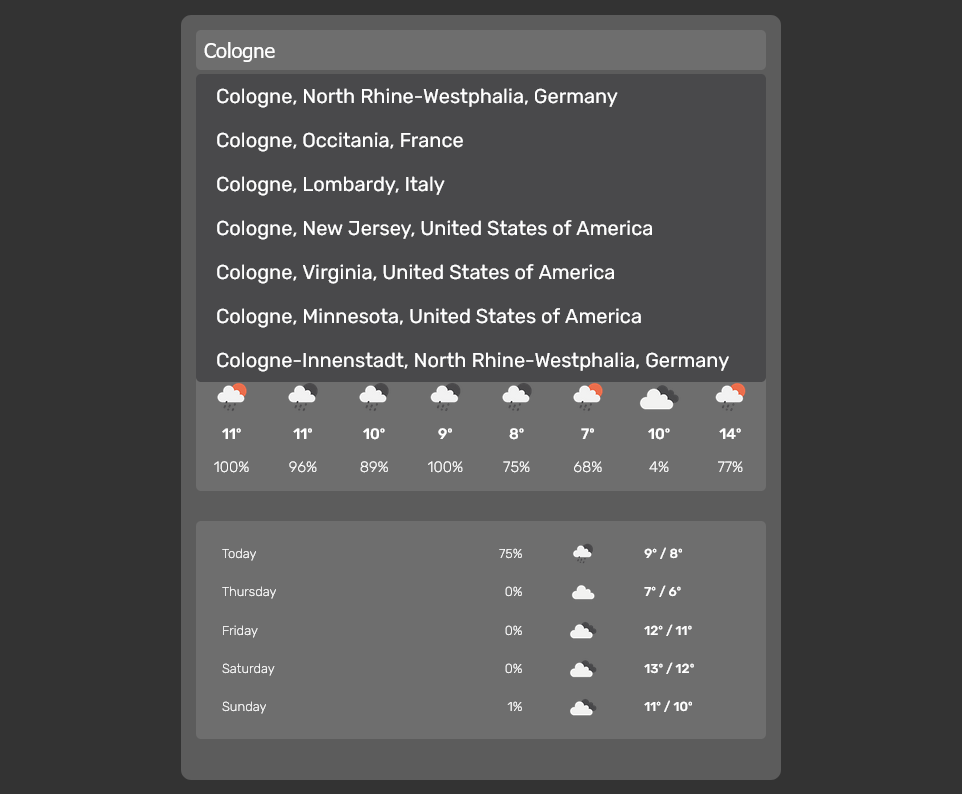 Cologne
Cologne, North Rhine-Westphalia, Germany
Cologne, Occitania, France
Cologne, Lombardy, Italy
Cologne, New Jersey, United States of America
Cologne, Virginia, United States of America
Cologne, Minnesota, United States of America
Cologne-Innenstadt, North Rhine-Westphalia, Germany
11° 11° 10° 9° 8° 7° 10° 14°
100% 96% 89% 100% 75% 68% 4% 77%
Today 75% 9° / 8°
Thursday 0% 7° / 6°
Friday 0% 12° / 11°
Saturday 0% 13° / 12°
Sunday 1% 11° / 10°